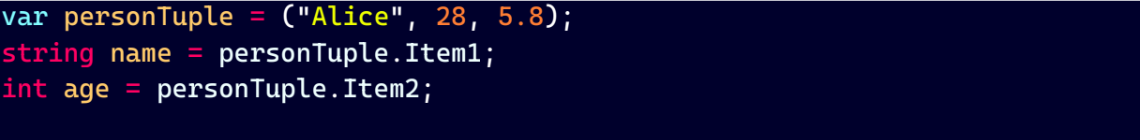 var personTuple = ("Alice", 28, 5.8);
string name = personTuple.Item1;
int age = personTuple.Item2;